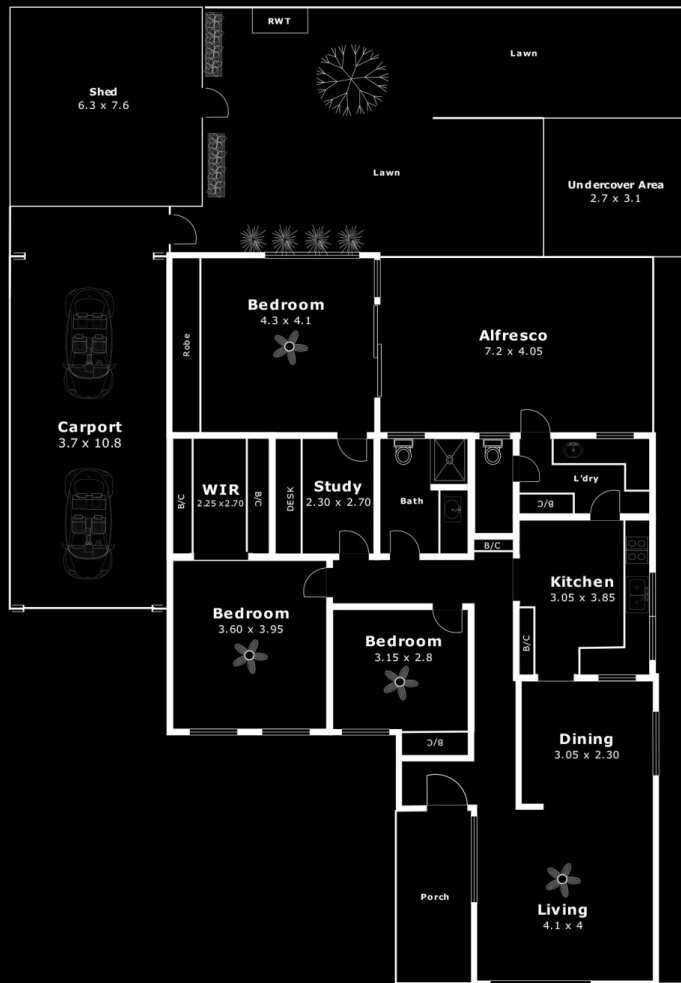 RWT
Lawn
Shed
6.3 x 7.6
Lawn
Undercover Area
2.7 x 3.1
Bedroom
4.3 x 4.1
Robe
Alfresco
7.2 x 4.05
Carport
3.7 x 10.8
B/C
WIR
2.25 x2.70
B/C
DESK
Study
2.30 x 2.70
Bath
L'dry
B/C
B/C
Kitchen
3.05 x 3.85
B/C
Bedroom
3.60 x 3.95
Bedroom
3.15 x 2.8
B/C
Dining
3.05 x 2.30
Porch
Living
4.1 x 4